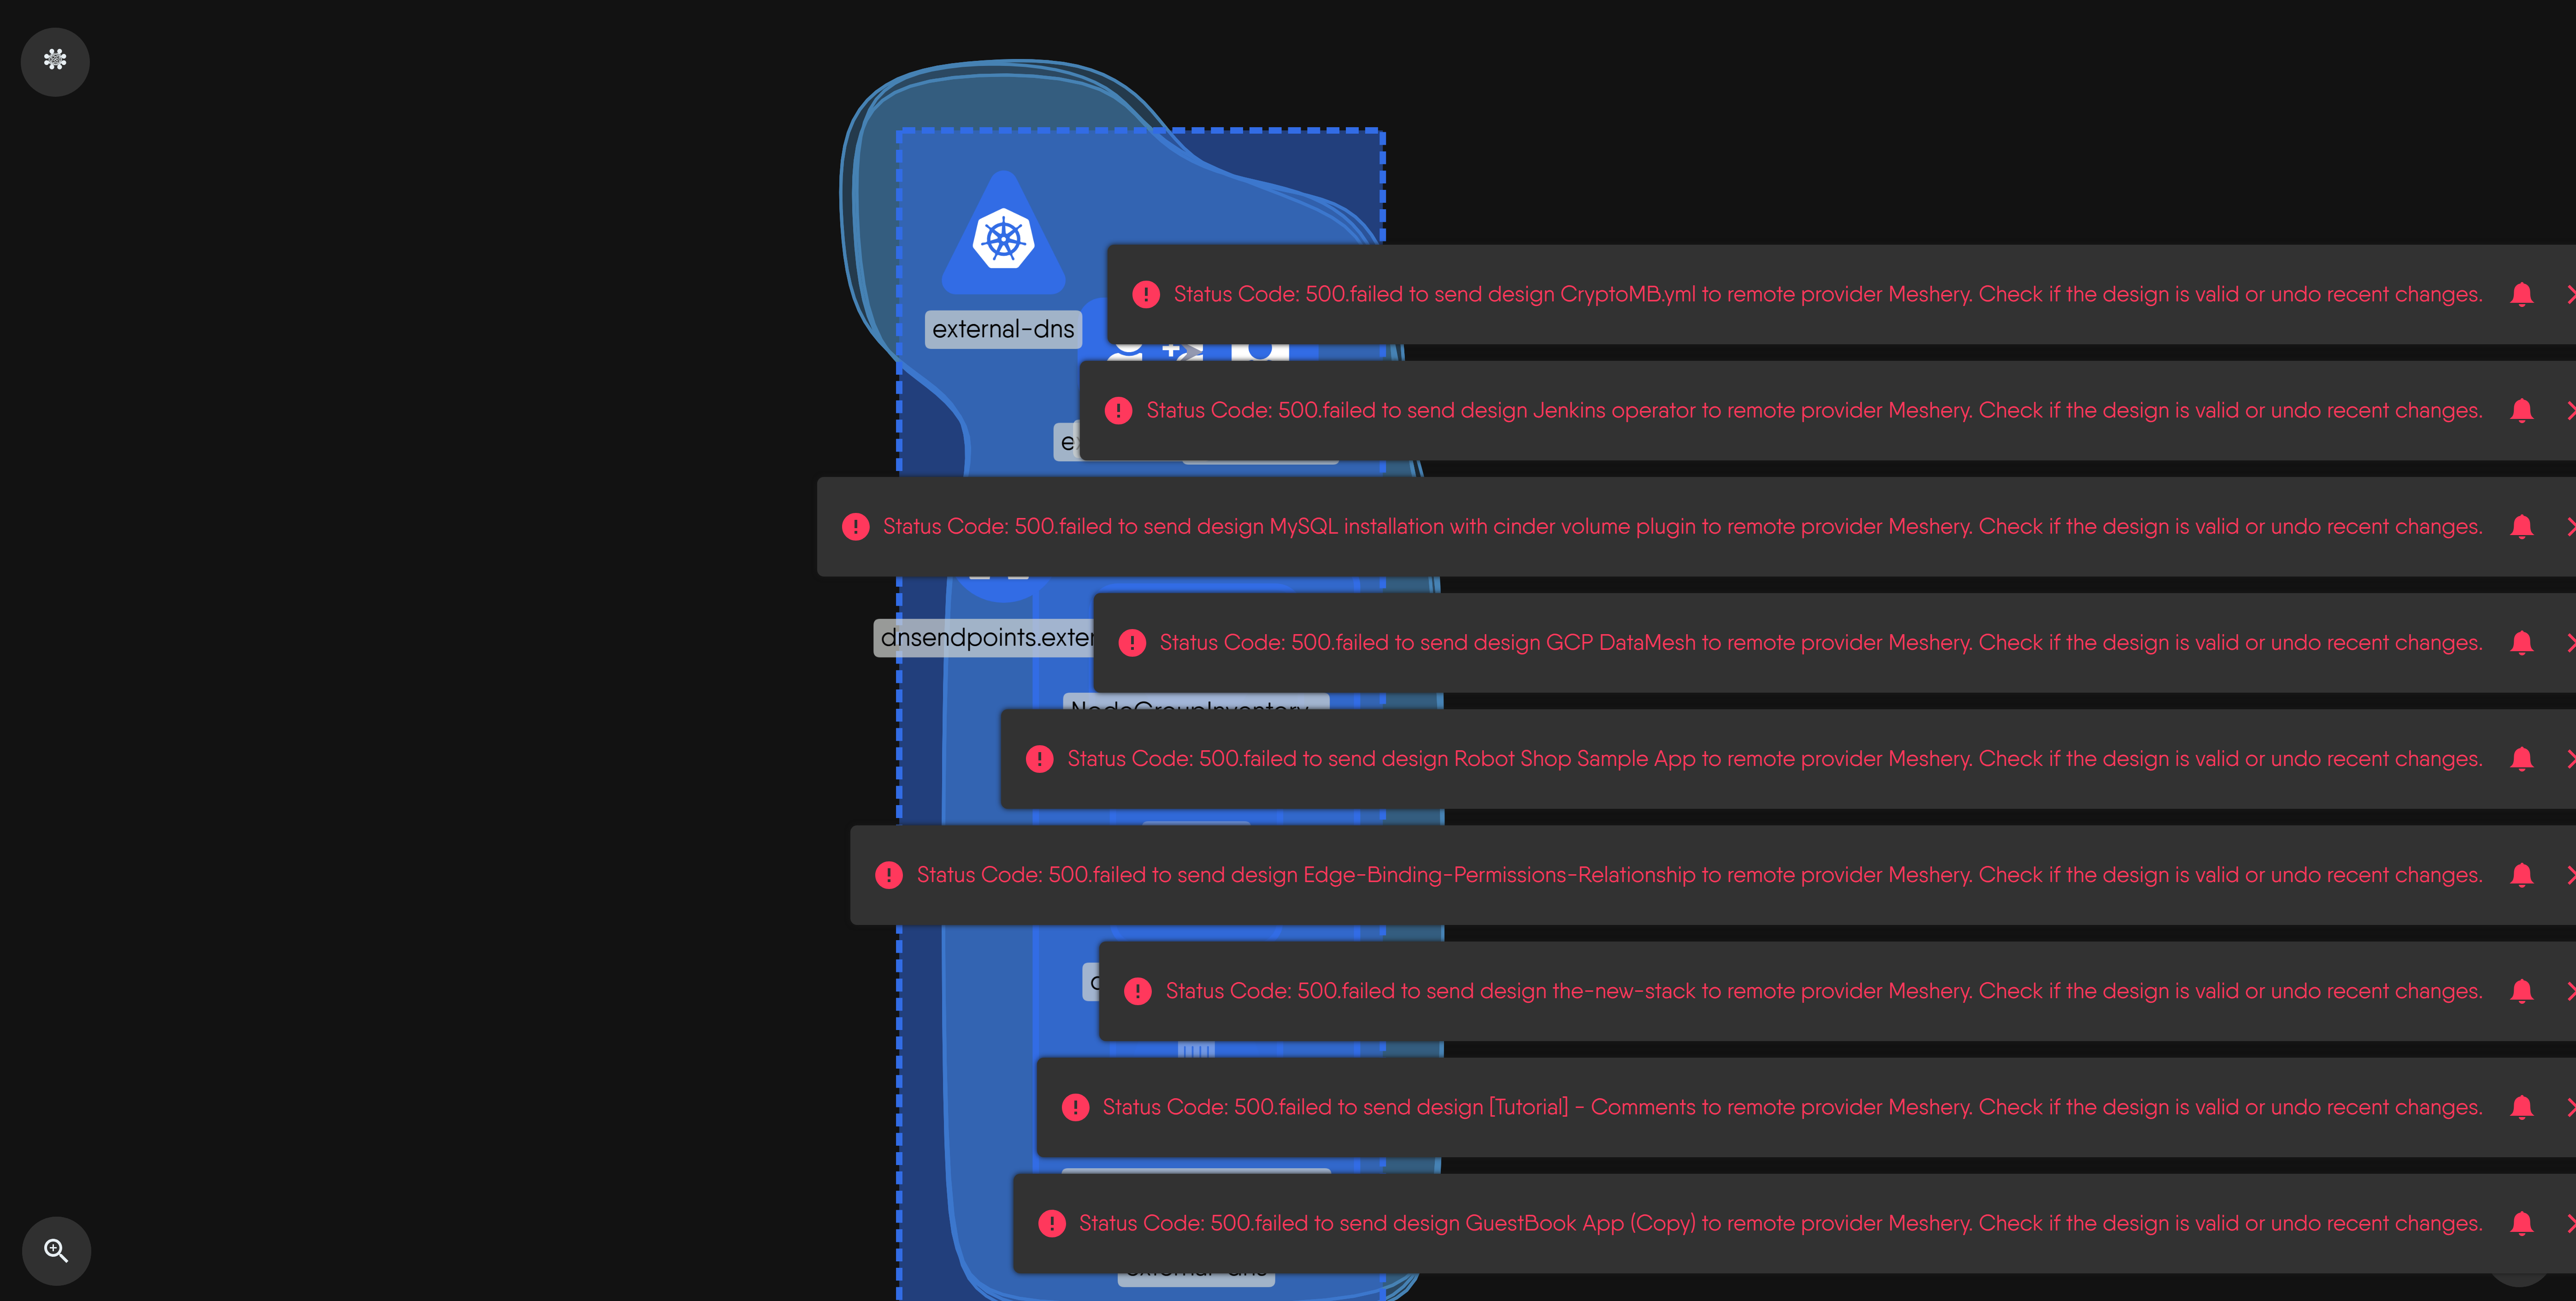 external-dns
Status Code: 500.failed to send design CryptoMB.yml to remote provider Meshery. Check if the design is valid or undo recent changes.
Status Code: 500.failed to send design Jenkins operator to remote provider Meshery. Check if the design is valid or undo recent changes.
Status Code: 500.failed to send design MySQL installation with cinder volume plugin to remote provider Meshery. Check if the design is valid or undo recent changes.
dnsendpoints.exter
Status Code: 500.failed to send design GCP DataMesh to remote provider Meshery. Check if the design is valid or undo recent changes.
NodeGroupInventory
Status Code: 500.failed to send design Robot Shop Sample App to remote provider Meshery. Check if the design is valid or undo recent changes.
Status Code: 500.failed to send design Edge-Binding-Permissions-Relationship to remote provider Meshery. Check if the design is valid or undo recent changes.
Status Code: 500.failed to send design the-new-stack to remote provider Meshery. Check if the design is valid or undo recent changes.
Status Code: 500.failed to send design [Tutorial] - Comments to remote provider Meshery. Check if the design is valid or undo recent changes.
Status Code: 500.failed to send design GuestBook App (Copy) to remote provider Meshery. Check if the design is valid or undo recent changes.
external-dns